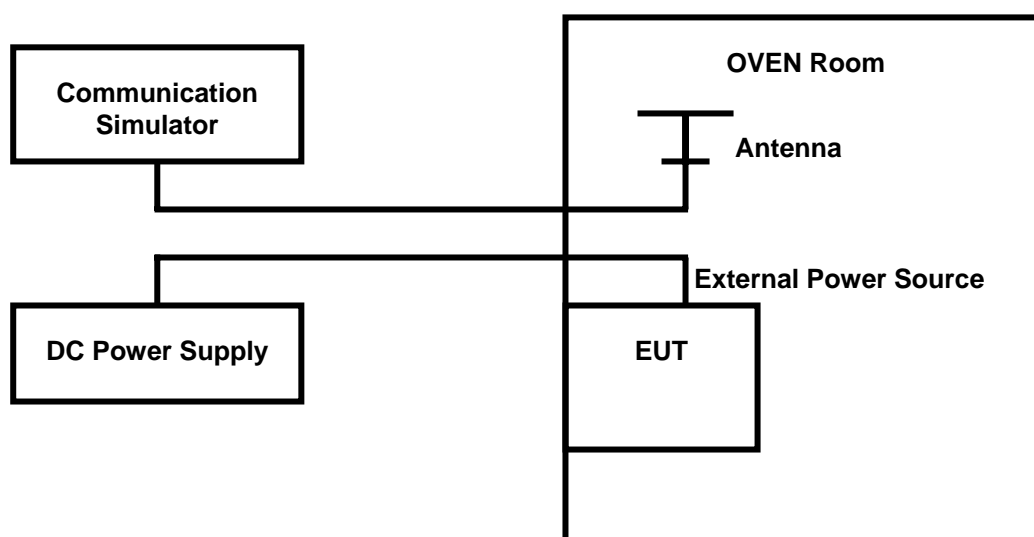 Communication
Simulator
OVEN Room
Antenna
External Power Source
DC Power Supply
EUT